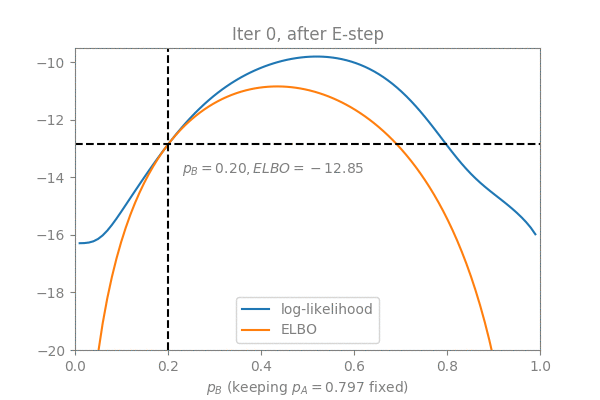 Iter 0, after E-step
−10
−12
−14
−16
−18
−20
p_B = 0.20, ELBO = −12.85
log-likelihood
ELBO
0.0 0.2 0.4 0.6 0.8 1.0
p_B (keeping p_A = 0.797 fixed)